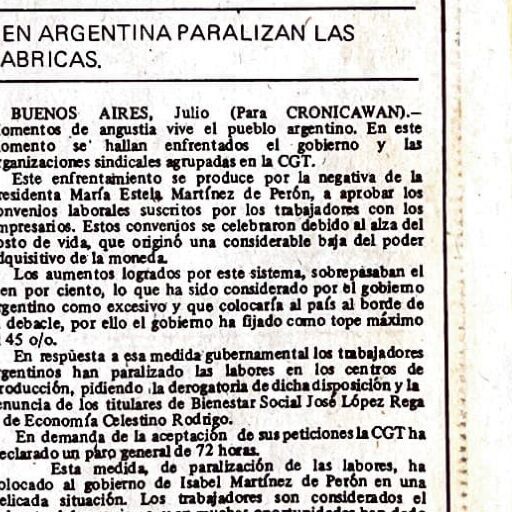 EN ARGENTINA PARALIZAN LAS
ABRICAS.
BUENOS AIRES, Julio (Para CRONICAWAN).—
omentos de angustia vive el pueblo argentino. En este
omento se hallan enfrentados el gobierno y las
rganizaciones sindicales agrupadas en la CGT.
Este enfrentamiento se produce por la negativa de la
residenta María Estela Martínez de Perón, a aprobar los
onvenios laborales suscritos por los trabajadores con los
mpresarios. Estos convenios se celebraron debido al alza del
osto de vida, que originó una considerable baja del poder
dquisitivo de la moneda.
Los aumentos logrados por este sistema, sobrepasaban el
en por ciento, lo que ha sido considerado por el gobierno
rgentino como excesivo y que colocaría al país al borde de
debacle, por ello el gobierno ha fijado como tope máximo
l 45 o/o.
En respuesta a esa medida gubernamental los trabajadores
rgentinos han paralizado las labores en los centros de
roducción, pidiendo la derogatoria de dicha disposición y la
enuncia de los titulares de Bienestar Social José López Rega
de Economía Celestino Rodrigo.
En demanda de la aceptación de sus peticiones la CGT ha
eclarado un paro general de 72 horas.
Esta medida, de paralización de las labores, ha
olocado al gobierno de Isabel Martínez de Perón en una
elicada situación. Los trabajadores son considerados el